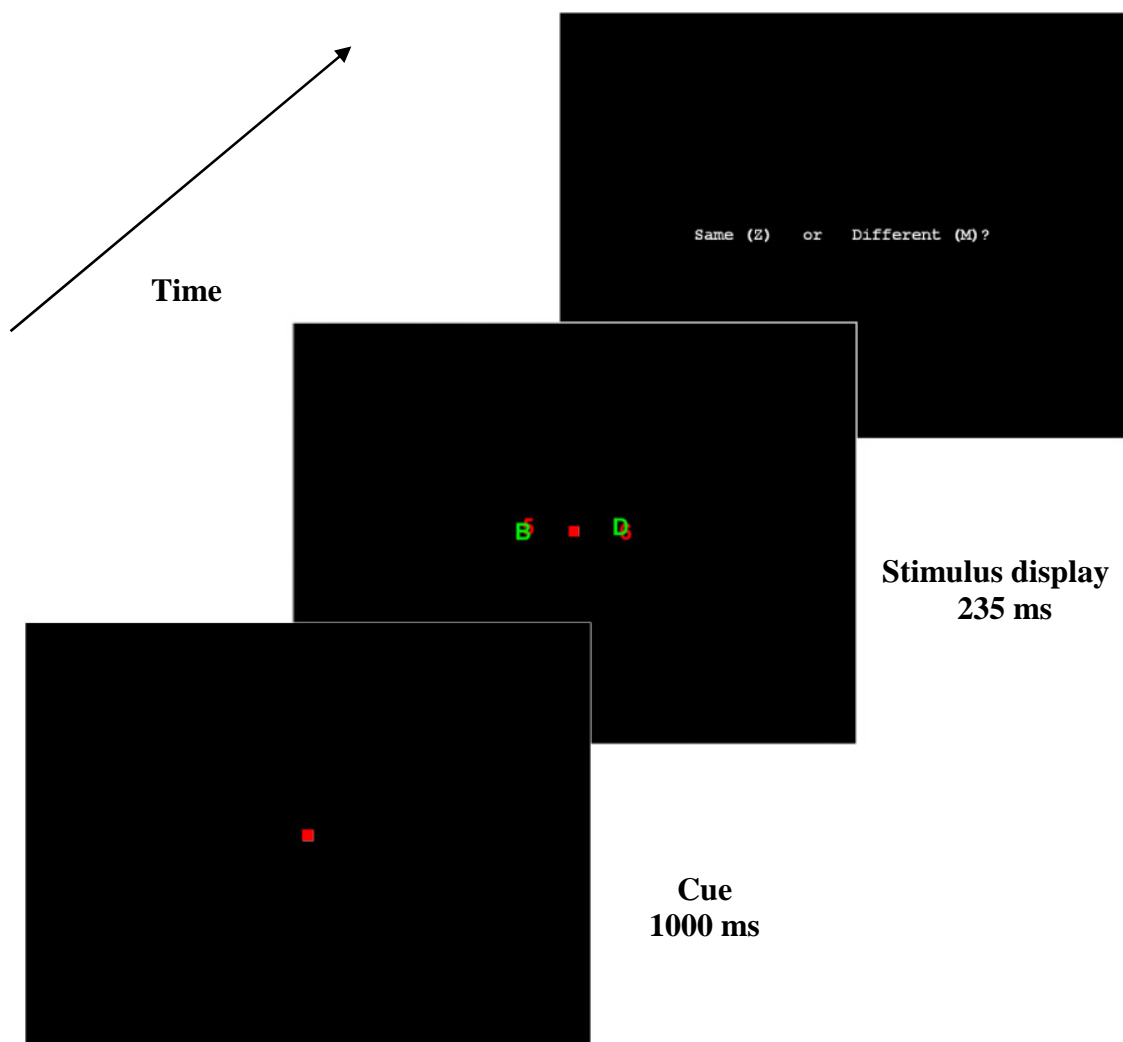 Same (Z) or Different (M)?
Time
B 5 D 6
Stimulus display
235 ms
Cue
1000 ms